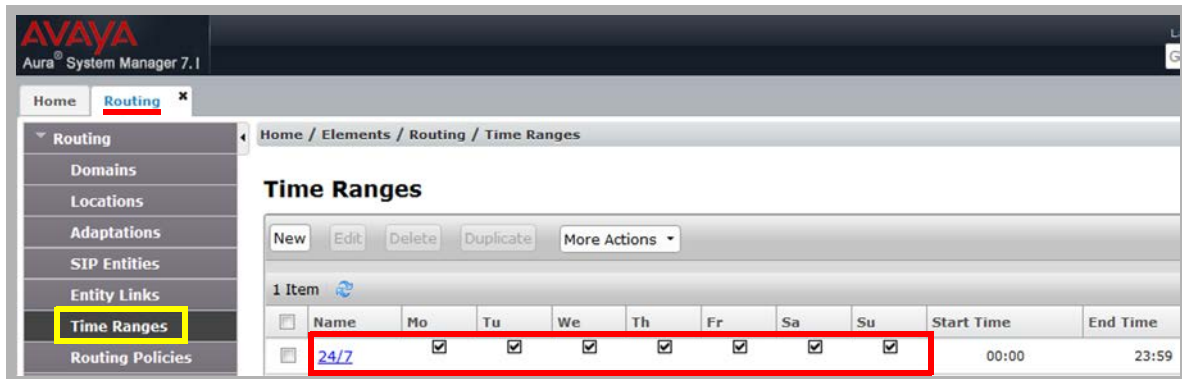 AVAYA
Aura® System Manager 7.1
Home Routing ×
Routing
Domains
Locations
Adaptations
SIP Entities
Entity Links
Time Ranges
Routing Policies
Home / Elements / Routing / Time Ranges
Time Ranges
New Edit Delete Duplicate More Actions
1 Item
Name Mo Tu We Th Fr Sa Su Start Time End Time
24/7 00:00 23:59